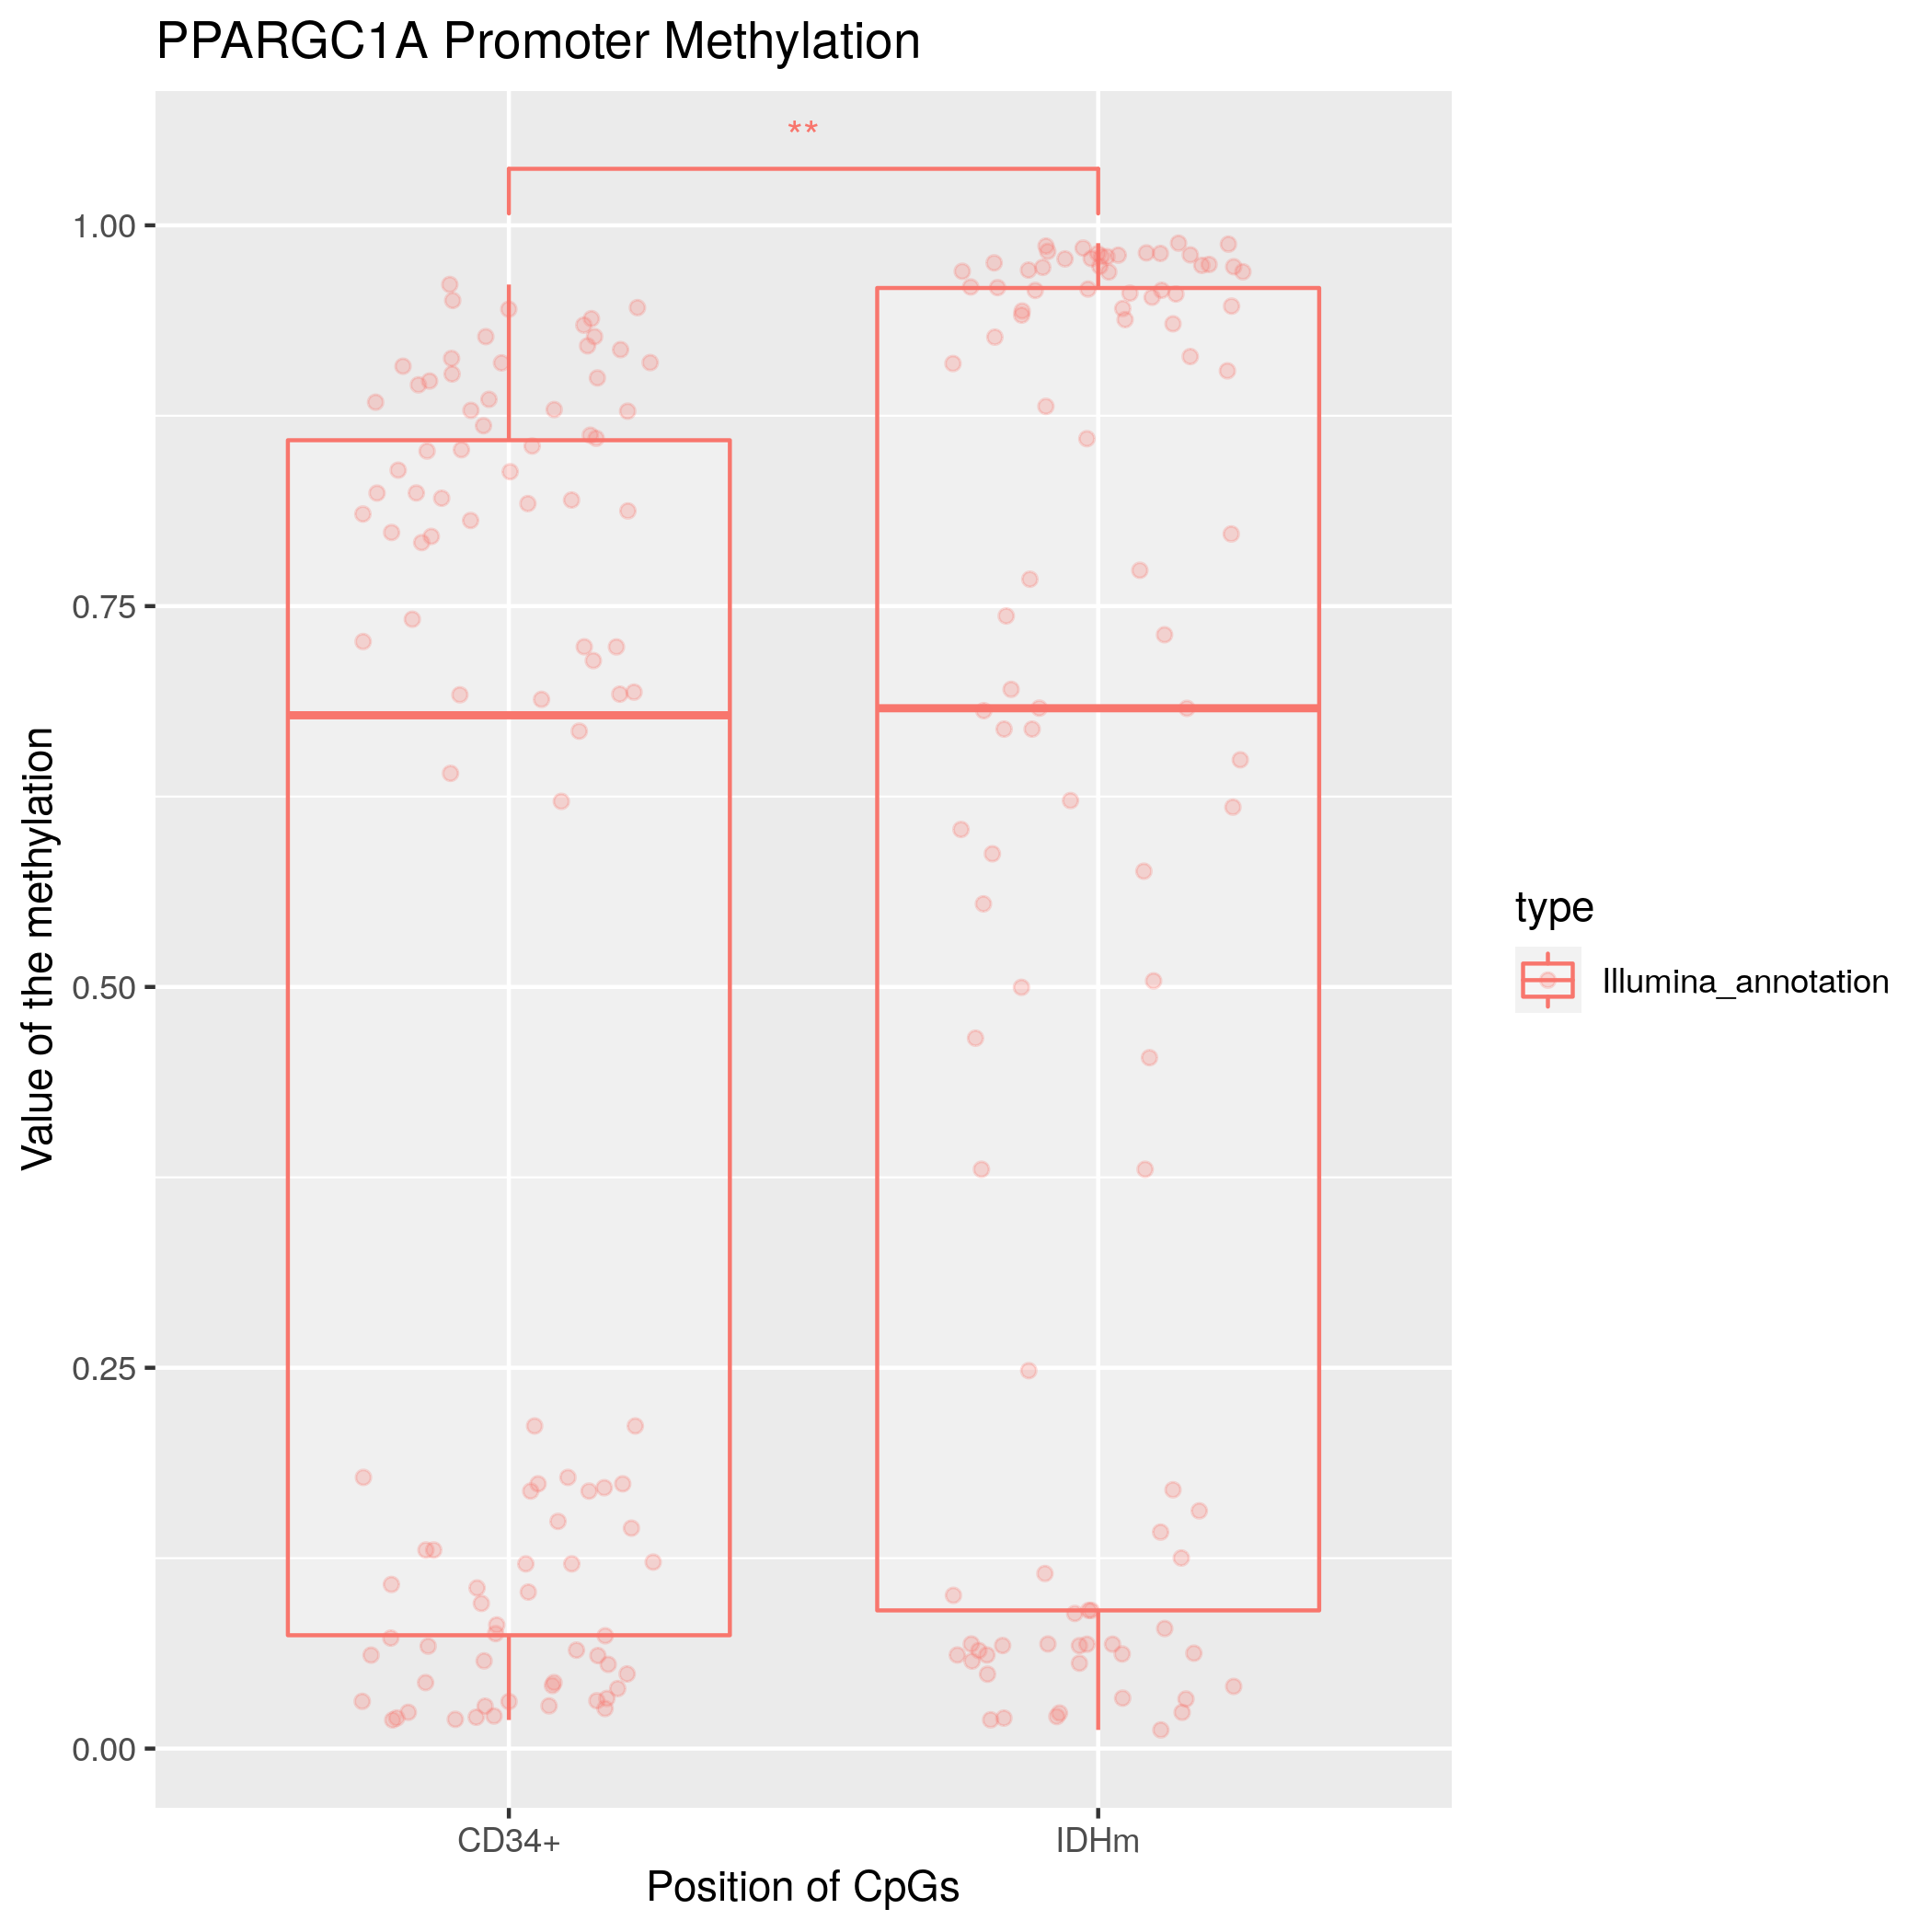 PPARGC1A Promoter Methylation
**
1.00
0.75
0.50
0.25
0.00
Value of the methylation
CD34+
IDHm
Position of CpGs
type
Illumina_annotation